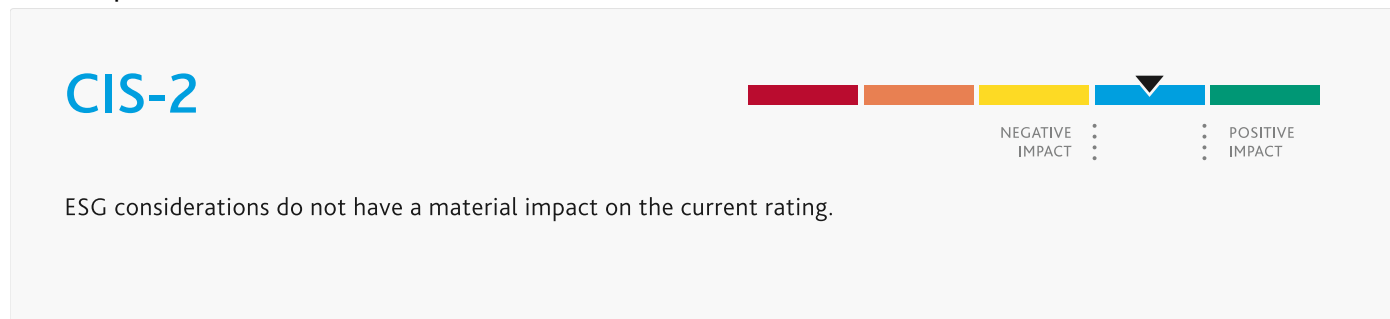 CIS-2
NEGATIVE
IMPACT
POSITIVE
IMPACT
ESG considerations do not have a material impact on the current rating.